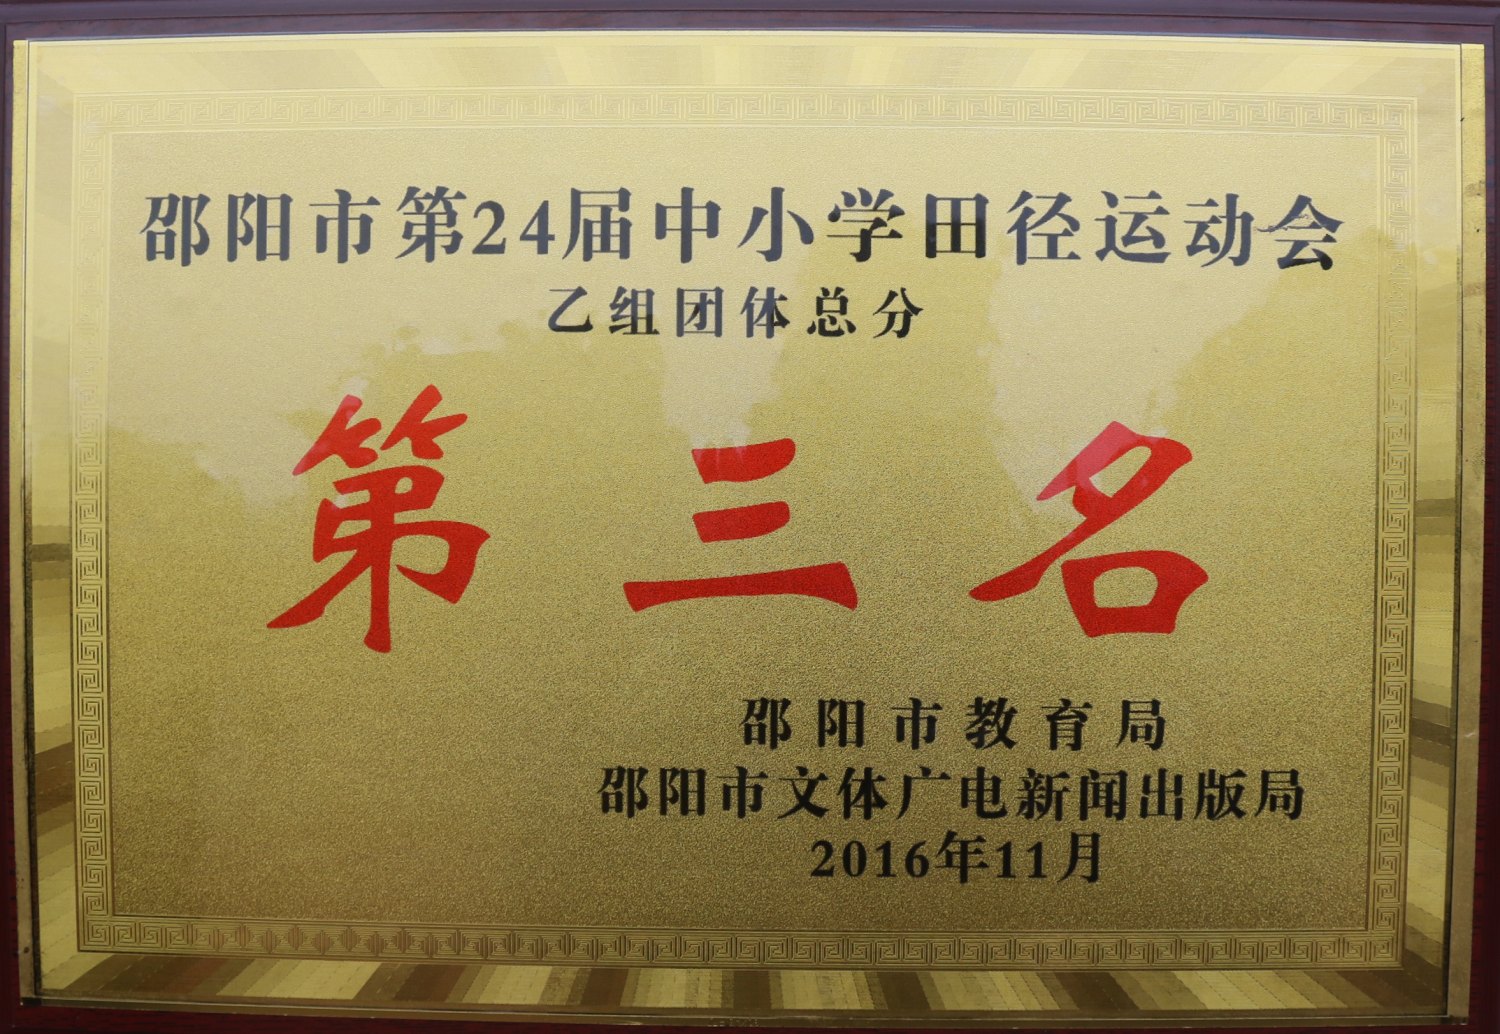 邵阳市第24届中小学田径运动会
乙组团体总分
第三名
邵阳市教育局
邵阳市文体广电新闻出版局
2016年11月